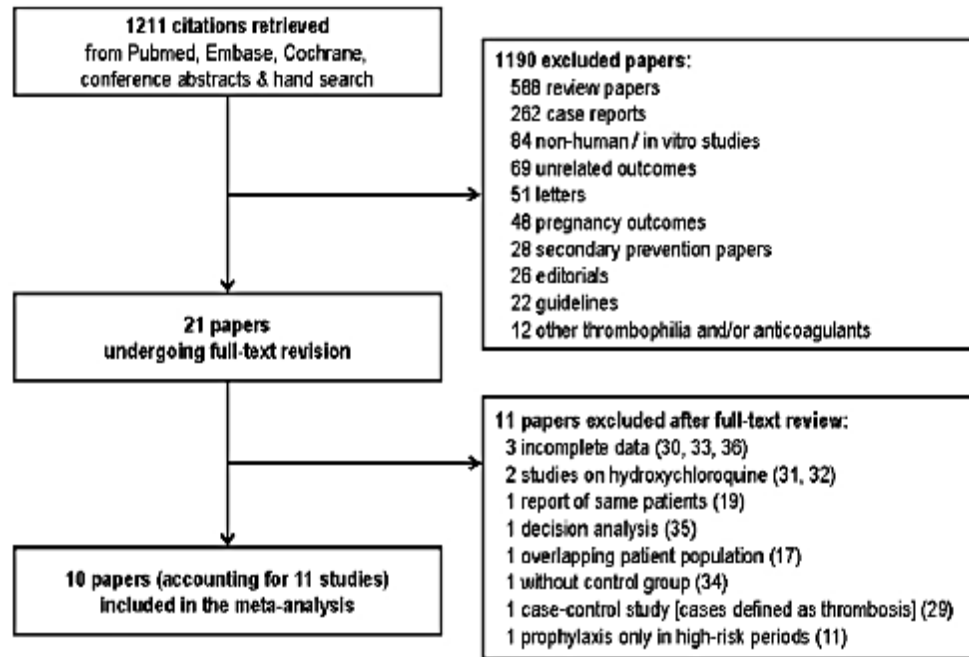 1211 citations retrieved
from Pubmed, Embase, Cochrane,
conference abstracts & hand search
1190 excluded papers:
588 review papers
262 case reports
84 non-human / in vitro studies
69 unrelated outcomes
51 letters
48 pregnancy outcomes
28 secondary prevention papers
26 editorials
22 guidelines
12 other thrombophilia and/or anticoagulants
21 papers
undergoing full-text revision
11 papers excluded after full-text review:
3 incomplete data (30, 33, 36)
2 studies on hydroxychloroquine (31, 32)
1 report of same patients (19)
1 decision analysis (35)
1 overlapping patient population (17)
1 without control group (34)
1 case-control study [cases defined as thrombosis] (29)
1 prophylaxis only in high-risk periods (11)
10 papers (accounting for 11 studies)
included in the meta-analysis